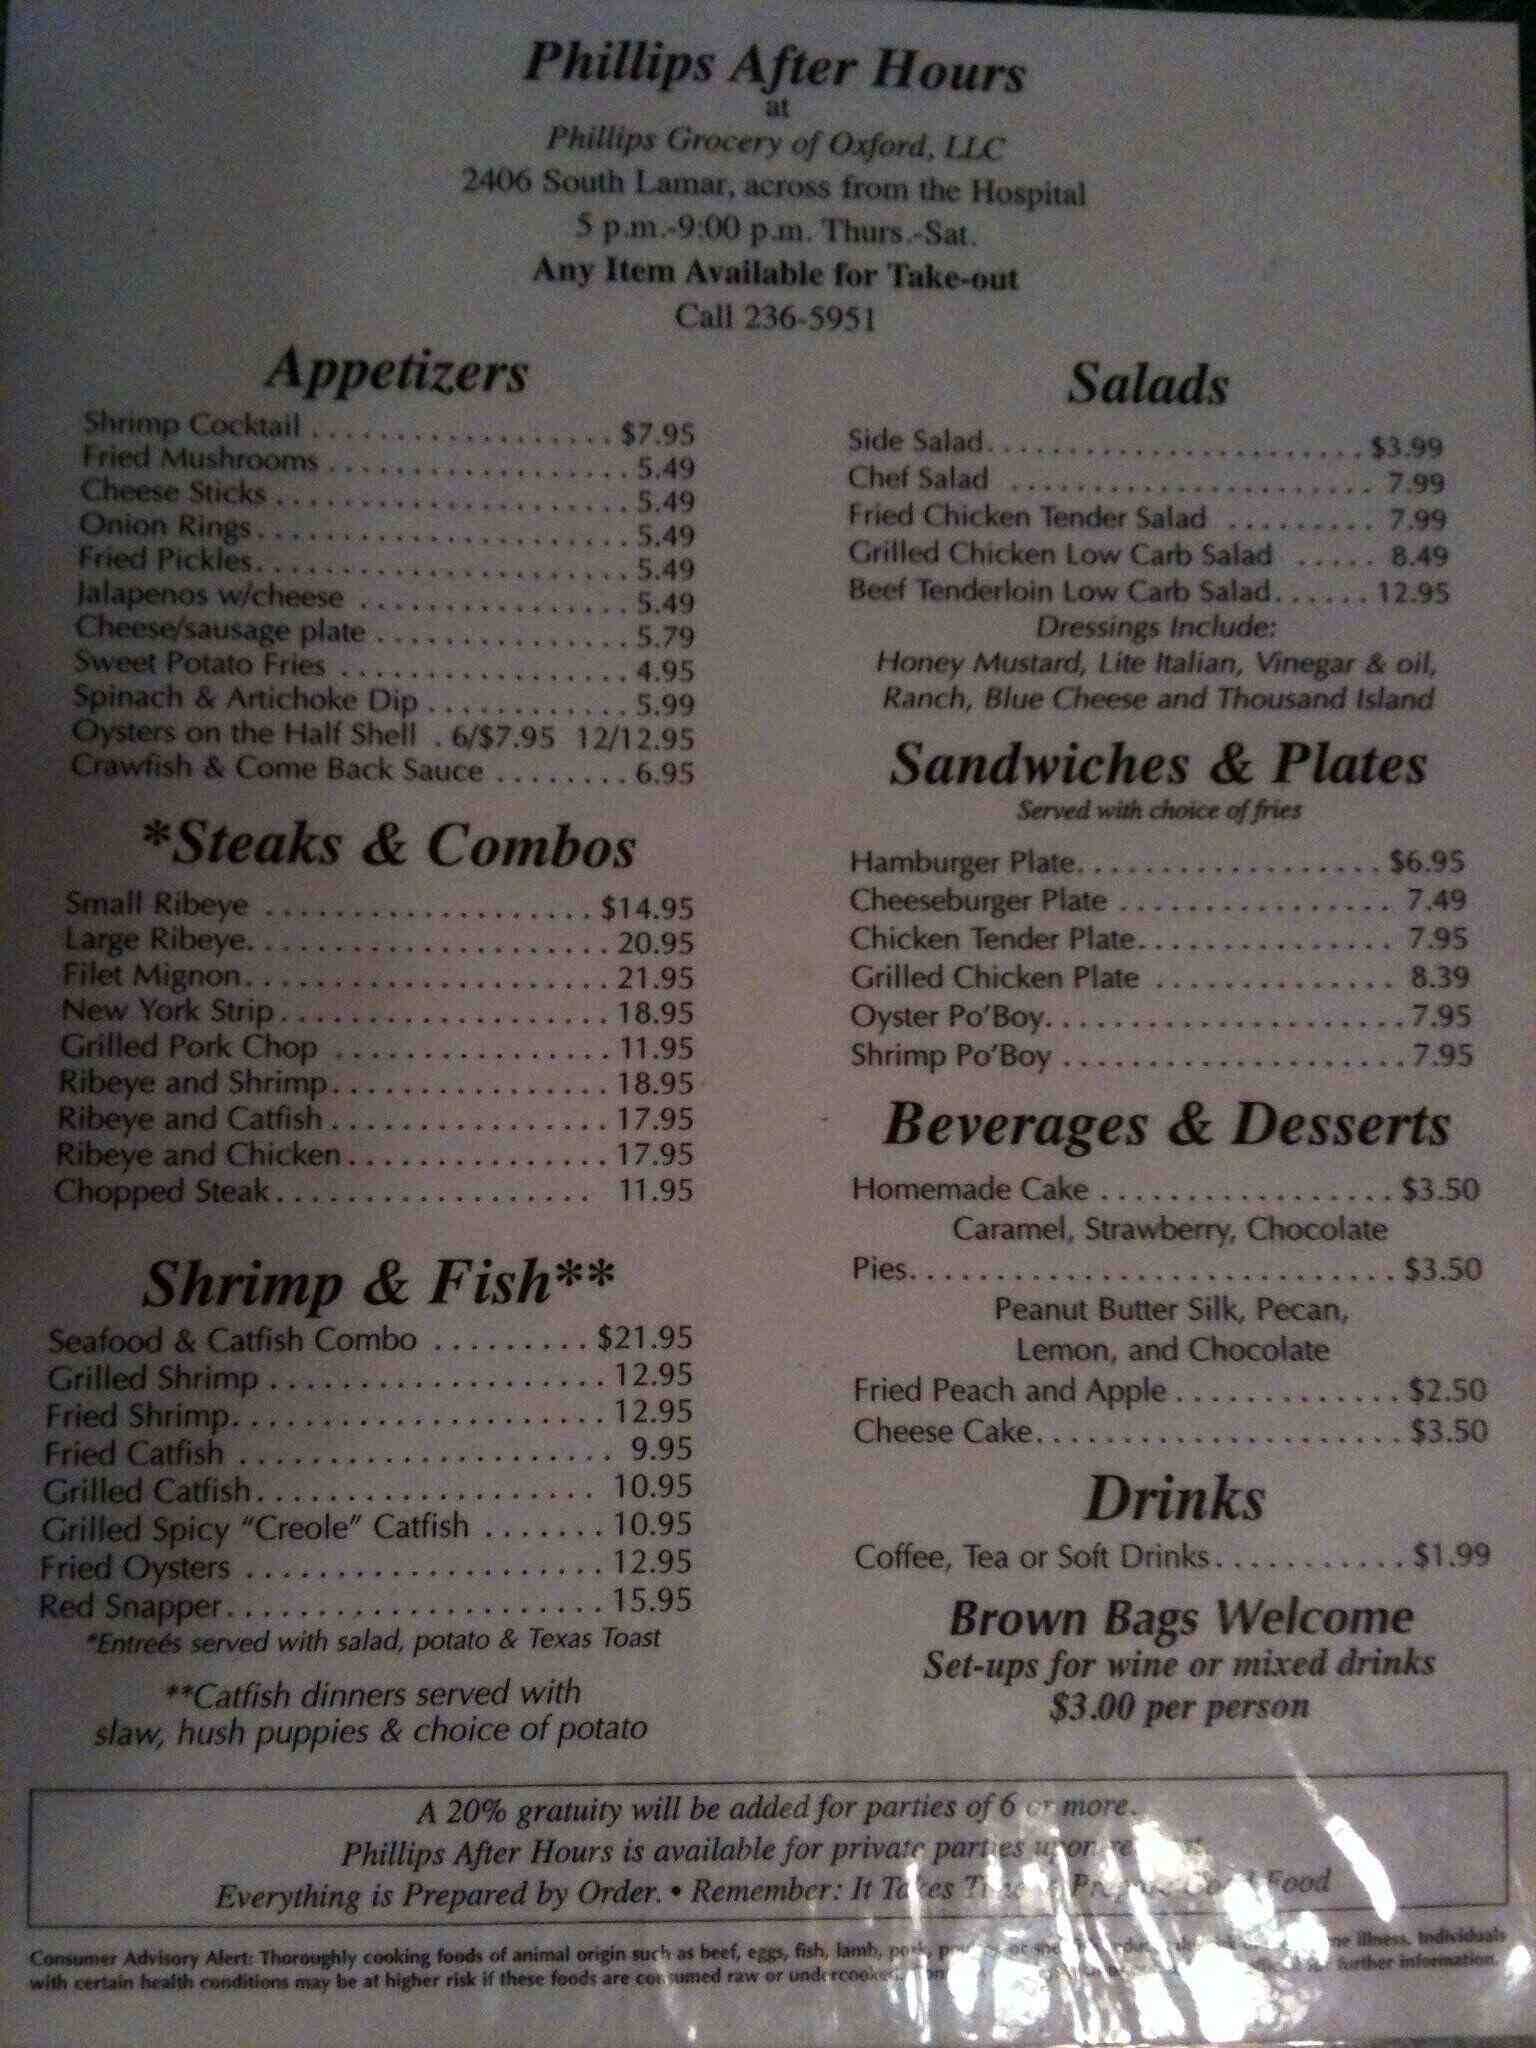 Phillips After Hours
at
Phillips Grocery of Oxford, LLC
2406 South Lamar, across from the Hospital
5 p.m.-9:00 p.m. Thurs.-Sat.
Any Item Available for Take-out
Call 236-5951
Appetizers
Shrimp Cocktail . . . . . . . . . . . . . . . . . . $7.95
Fried Mushrooms . . . . . . . . . . . . . . . . . . 5.49
Cheese Sticks . . . . . . . . . . . . . . . . . . . . . 5.49
Onion Rings. . . . . . . . . . . . . . . . . . . . . . 5.49
Fried Pickles. . . . . . . . . . . . . . . . . . . . . . 5.49
Jalapenos w/cheese . . . . . . . . . . . . . . . . 5.49
Cheese/sausage plate . . . . . . . . . . . . . . . 5.79
Sweet Potato Fries . . . . . . . . . . . . . . . . . 4.95
Spinach & Artichoke Dip . . . . . . . . . . . . 5.99
Oysters on the Half Shell . 6/$7.95 12/12.95
Crawfish & Come Back Sauce . . . . . . . . 6.95
*Steaks & Combos
Small Ribeye . . . . . . . . . . . . . . . . . . . $14.95
Large Ribeye. . . . . . . . . . . . . . . . . . . . . 20.95
Filet Mignon. . . . . . . . . . . . . . . . . . . . . 21.95
New York Strip . . . . . . . . . . . . . . . . . . . 18.95
Grilled Pork Chop . . . . . . . . . . . . . . . . 11.95
Ribeye and Shrimp. . . . . . . . . . . . . . . . 18.95
Ribeye and Catfish . . . . . . . . . . . . . . . . 17.95
Ribeye and Chicken. . . . . . . . . . . . . . . 17.95
Chopped Steak . . . . . . . . . . . . . . . . . . 11.95
Shrimp & Fish**
Seafood & Catfish Combo . . . . . . . . . $21.95
Grilled Shrimp . . . . . . . . . . . . . . . . . . . 12.95
Fried Shrimp. . . . . . . . . . . . . . . . . . . . . 12.95
Fried Catfish . . . . . . . . . . . . . . . . . . . . . 9.95
Grilled Catfish. . . . . . . . . . . . . . . . . . . 10.95
Grilled Spicy “Creole” Catfish . . . . . . . 10.95
Fried Oysters . . . . . . . . . . . . . . . . . . . . 12.95
Red Snapper. . . . . . . . . . . . . . . . . . . . . 15.95
*Entreés served with salad, potato & Texas Toast
**Catfish dinners served with
slaw, hush puppies & choice of potato
Salads
Side Salad. . . . . . . . . . . . . . . . . . . . . . $3.99
Chef Salad . . . . . . . . . . . . . . . . . . . . . 7.99
Fried Chicken Tender Salad . . . . . . . . . 7.99
Grilled Chicken Low Carb Salad . . . . . 8.49
Beef Tenderloin Low Carb Salad. . . . . . 12.95
Dressings Include:
Honey Mustard, Lite Italian, Vinegar & oil,
Ranch, Blue Cheese and Thousand Island
Sandwiches & Plates
Served with choice of fries
Hamburger Plate. . . . . . . . . . . . . . . . . . $6.95
Cheeseburger Plate . . . . . . . . . . . . . . . . 7.49
Chicken Tender Plate. . . . . . . . . . . . . . . 7.95
Grilled Chicken Plate . . . . . . . . . . . . . . 8.39
Oyster Po’Boy. . . . . . . . . . . . . . . . . . . . . 7.95
Shrimp Po’Boy . . . . . . . . . . . . . . . . . . . . 7.95
Beverages & Desserts
Homemade Cake . . . . . . . . . . . . . . . . . $3.50
Caramel, Strawberry, Chocolate
Pies. . . . . . . . . . . . . . . . . . . . . . . . . . . . $3.50
Peanut Butter Silk, Pecan,
Lemon, and Chocolate
Fried Peach and Apple . . . . . . . . . . . . . $2.50
Cheese Cake. . . . . . . . . . . . . . . . . . . . . $3.50
Drinks
Coffee, Tea or Soft Drinks. . . . . . . . . . . $1.99
Brown Bags Welcome
Set-ups for wine or mixed drinks
$3.00 per person
A 20% gratuity will be added for parties of 6 or more.
Phillips After Hours is available for private parties upon
Everything is Prepared by Order. • Remember: It Takes Prepare Good Food
Consumer Advisory Alert: Thoroughly cooking foods of animal origin such as beef, eggs, fish, lamb, pork, illness. Individuals
with certain health conditions may be at higher risk if these foods are consumed raw or undercooked. further information.